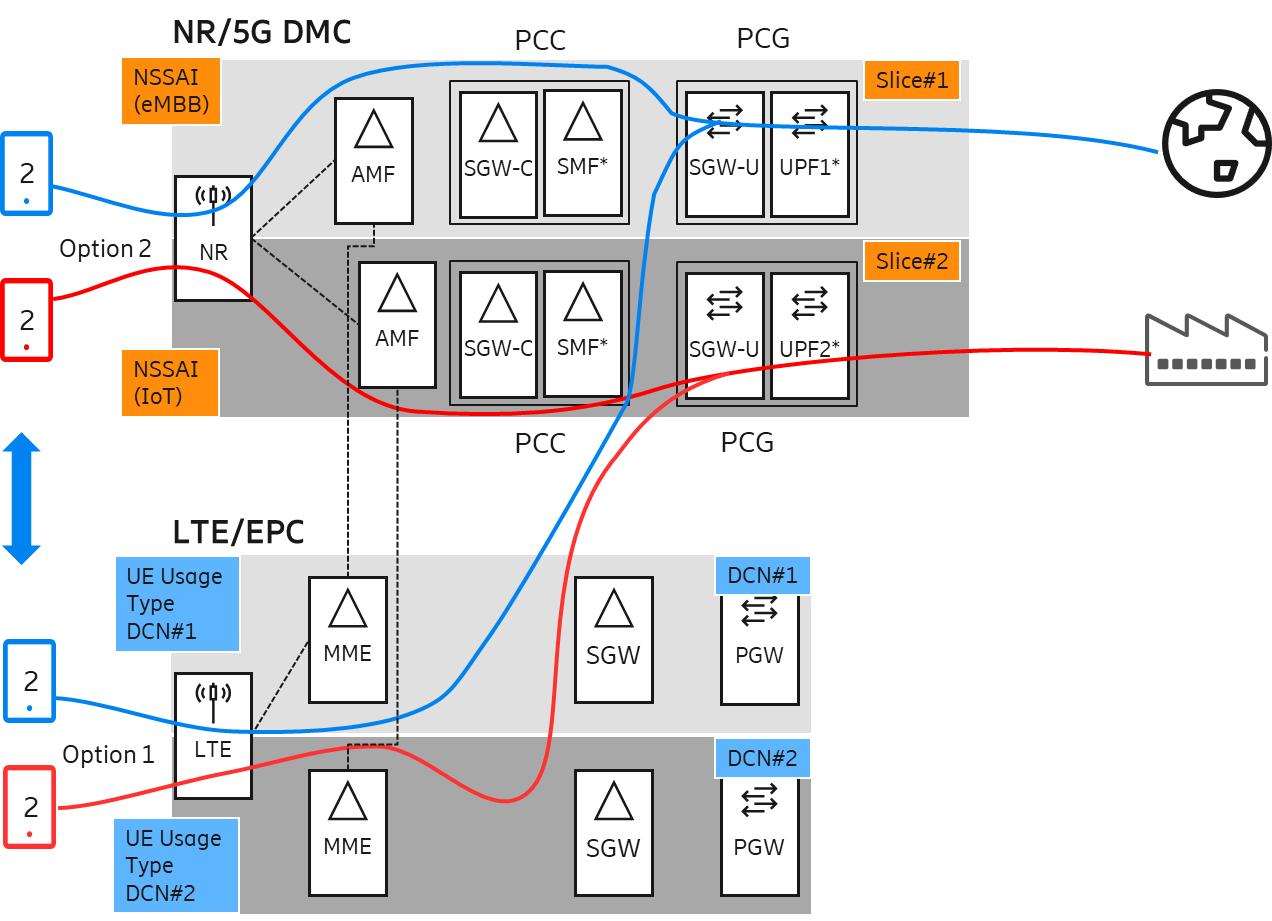 NR/5G DMC
PCC
PCG
NSSAI
(eMBB)
Slice#1
AMF
SGW-C
SMF*
SGW-U
UPF1*
2
Option 2
NR
Slice#2
2
AMF
SGW-C
SMF*
SGW-U
UPF2*
NSSAI
(IoT)
PCC
PCG
LTE/EPC
UE Usage
Type
DCN#1
DCN#1
MME
SGW
PGW
2
Option 1
LTE
DCN#2
2
UE Usage
Type
DCN#2
MME
SGW
PGW